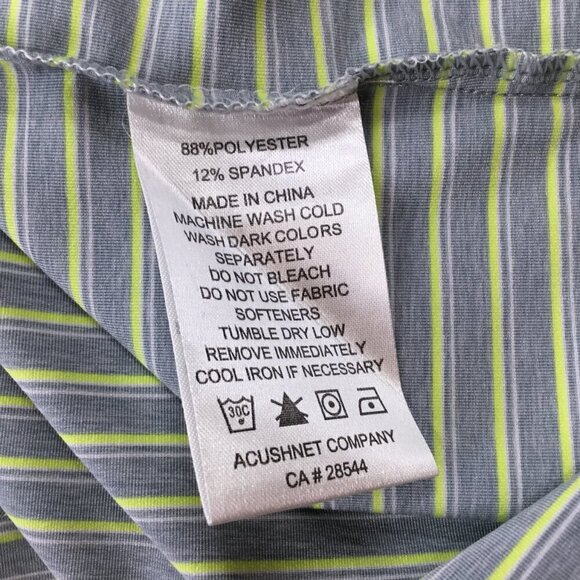 88%POLYESTER
12% SPANDEX
MADE IN CHINA
MACHINE WASH COLD
WASH DARK COLORS
SEPARATELY
DO NOT BLEACH
DO NOT USE FABRIC
SOFTENERS
TUMBLE DRY LOW
REMOVE IMMEDIATELY
COOL IRON IF NECESSARY
30C
ACUSHNET COMPANY
CA # 28544